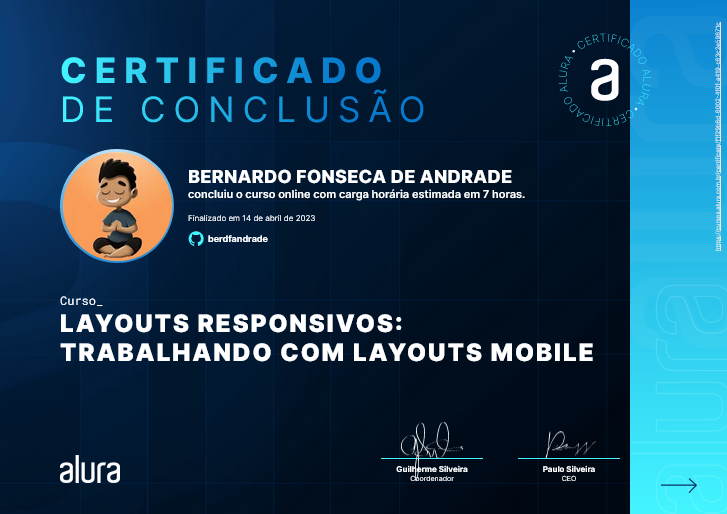 CERTIFICADO
DE CONCLUSÃO
CERTIFICADO ALURA • CERTIFICADO ALURA •
a
BERNARDO FONSECA DE ANDRADE
concluiu o curso online com carga horária estimada em 7 horas.
Finalizado em 14 de abril de 2023
berdfandrade
Curso_
LAYOUTS RESPONSIVOS:
TRABALHANDO COM LAYOUTS MOBILE
alura
Guilherme Silveira
Coordenador
Paulo Silveira
CEO
alura